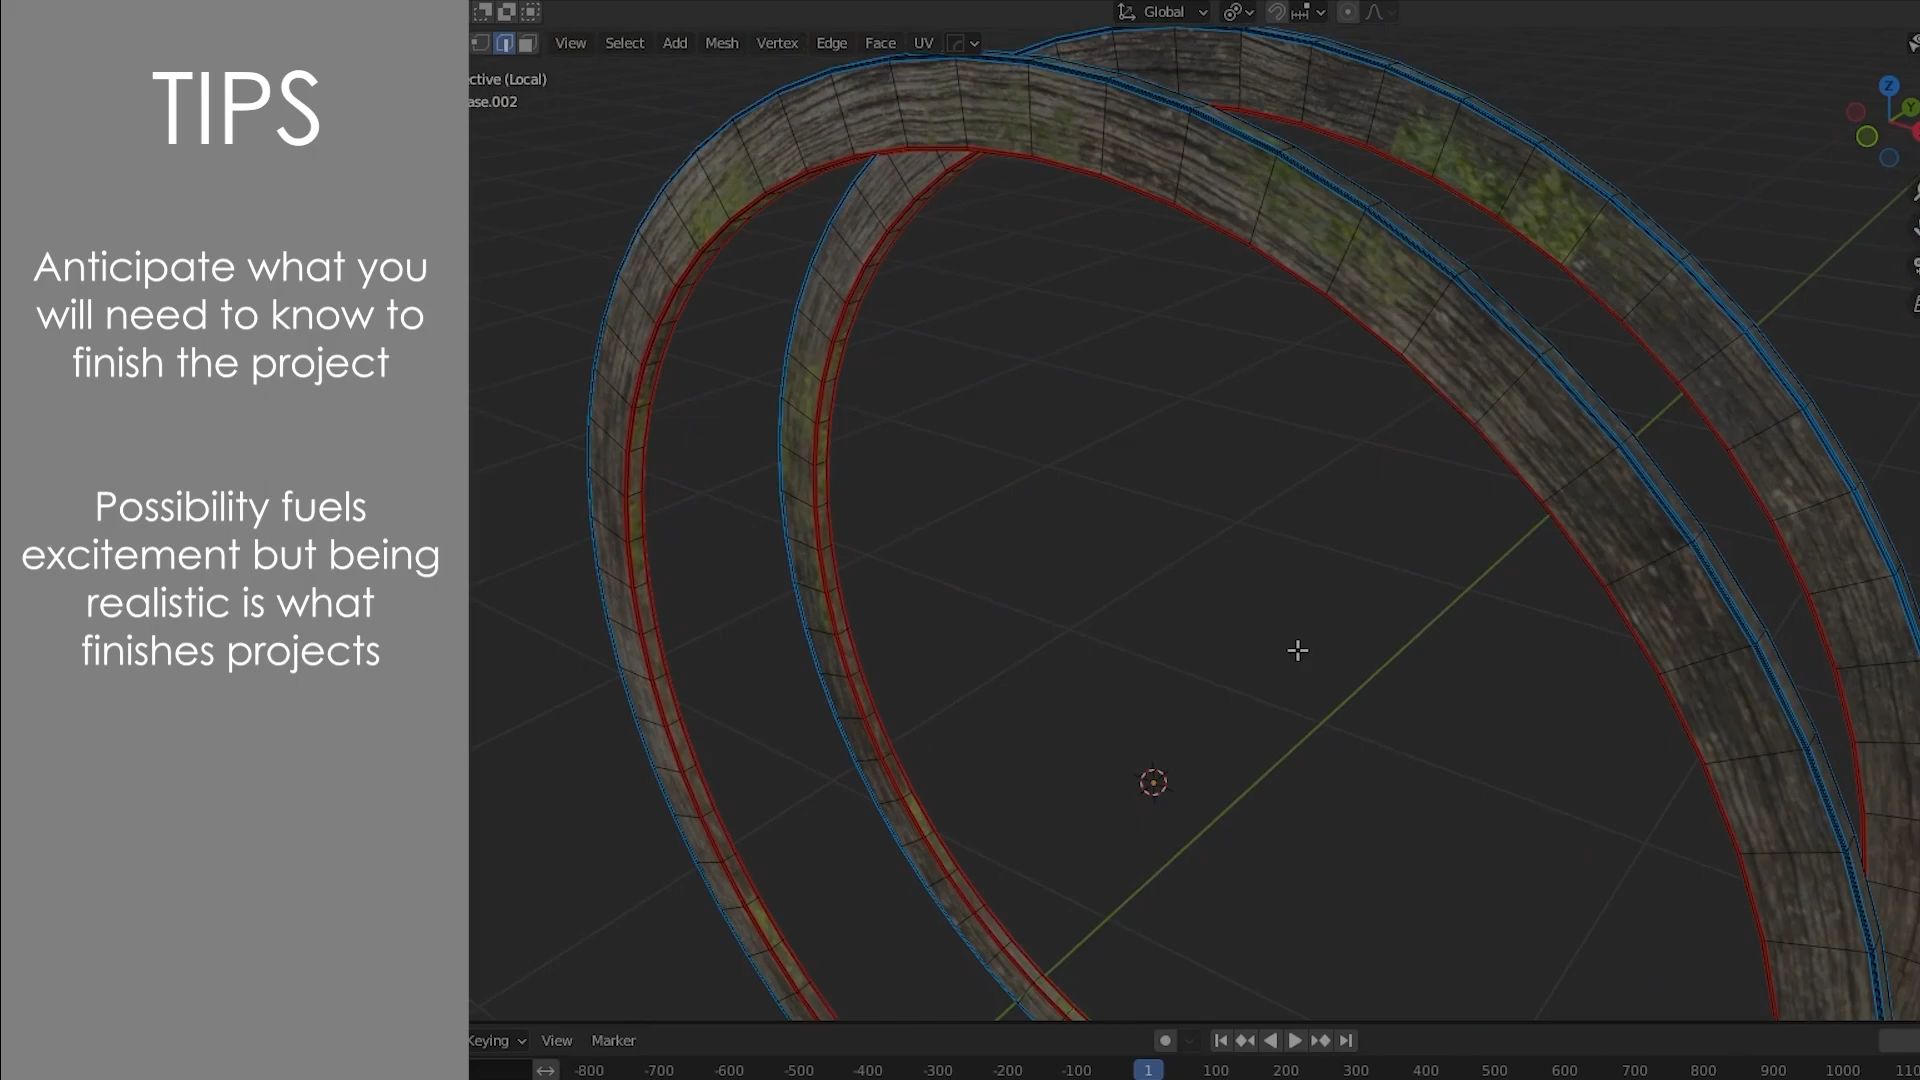 TIPS
Anticipate what you
will need to know to
finish the project
Possibility fuels
excitement but being
realistic is what
finishes projects
Global
View Select Add Mesh Vertex Edge Face UV
ctive (Local)
ase.002
Z
Y
Keying View Marker
-800 -700 -600 -500 -400 -300 -200 -100 1 100 200 300 400 500 600 700 800 900 1000 110